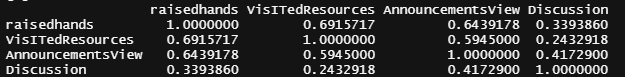 raisedhands VisITedResources AnnouncementsView Discussion
raisedhands 1.0000000 0.6915717 0.6439178 0.3393860
VisITedResources 0.6915717 1.0000000 0.5945000 0.2432918
AnnouncementsView 0.6439178 0.5945000 1.0000000 0.4172900
Discussion 0.3393860 0.2432918 0.4172900 1.0000000